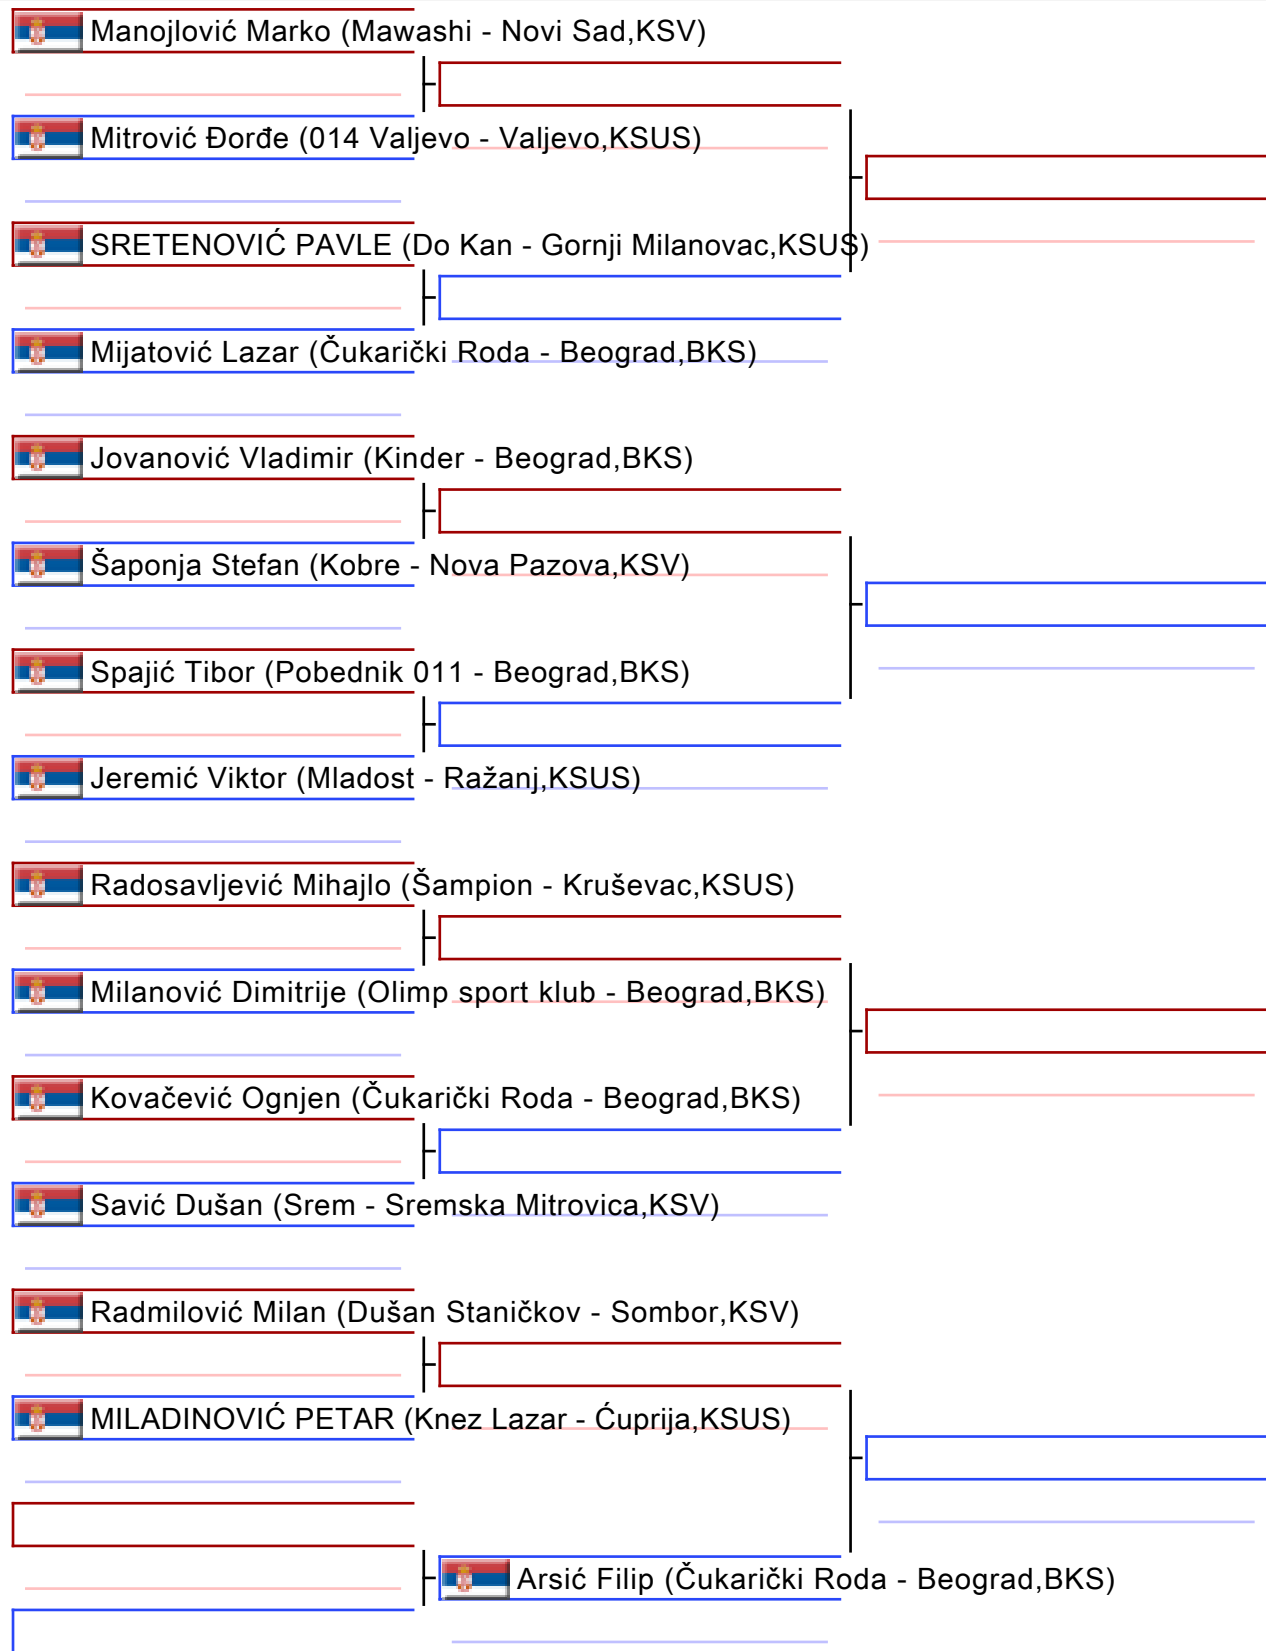 Manojlović Marko (Mawashi - Novi Sad,KSV)
Mitrović Đorđe (014 Valjevo - Valjevo,KSUS)
SRETENOVIĆ PAVLE (Do Kan - Gornji Milanovac,KSUS)
Mijatović Lazar (Čukarički Roda - Beograd,BKS)
Jovanović Vladimir (Kinder - Beograd,BKS)
Šaponja Stefan (Kobre - Nova Pazova,KSV)
Spajić Tibor (Pobednik 011 - Beograd,BKS)
Jeremić Viktor (Mladost - Ražanj,KSUS)
Radosavljević Mihajlo (Šampion - Kruševac,KSUS)
Milanović Dimitrije (Olimp sport klub - Beograd,BKS)
Kovačević Ognjen (Čukarički Roda - Beograd,BKS)
Savić Dušan (Srem - Sremska Mitrovica,KSV)
Radmilović Milan (Dušan Staničkov - Sombor,KSV)
MILADINOVIĆ PETAR (Knez Lazar - Ćuprija,KSUS)
Arsić Filip (Čukarički Roda - Beograd,BKS)